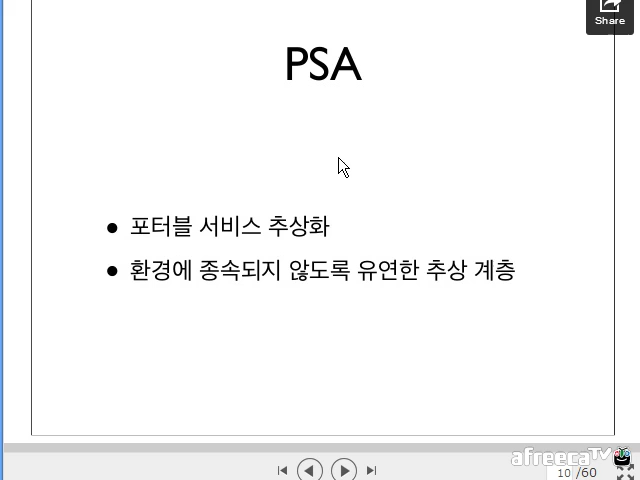 Share
PSA
● 포터블 서비스 추상화
● 환경에 종속되지 않도록 유연한 추상 계층
afreecaTV
10 /60